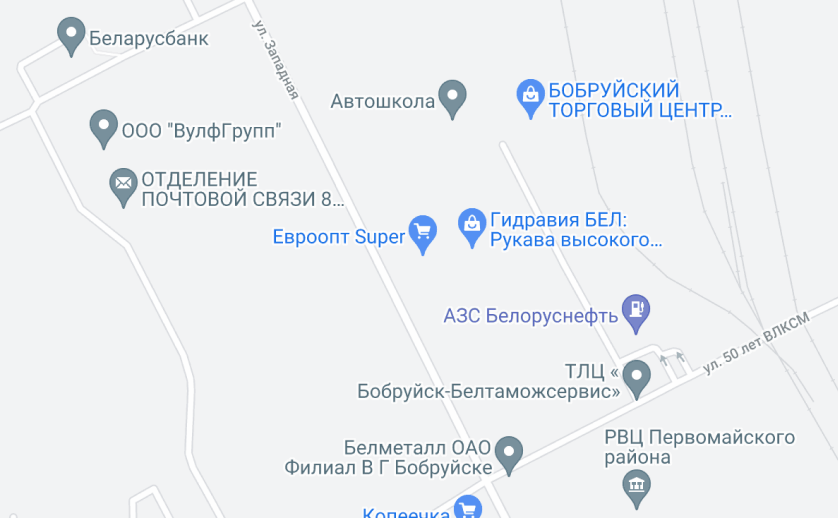 ул. Западная
Беларусбанк
Автошкола
БОБРУЙСКИЙ
ТОРГОВЫЙ ЦЕНТР...
ООО "ВулфГрупп"
ОТДЕЛЕНИЕ
ПОЧТОВОЙ СВЯЗИ 8...
Евроопт Super
Гидравия БЕЛ:
Рукава высокого...
АЗС Белоруснефть
ул. 50 лет ВЛКСМ
ТЛЦ «
Бобруйск-Белтаможсервис»
Белметалл ОАО
Филиал В Г Бобруйске
РВЦ Первомайского
района
Копеечка